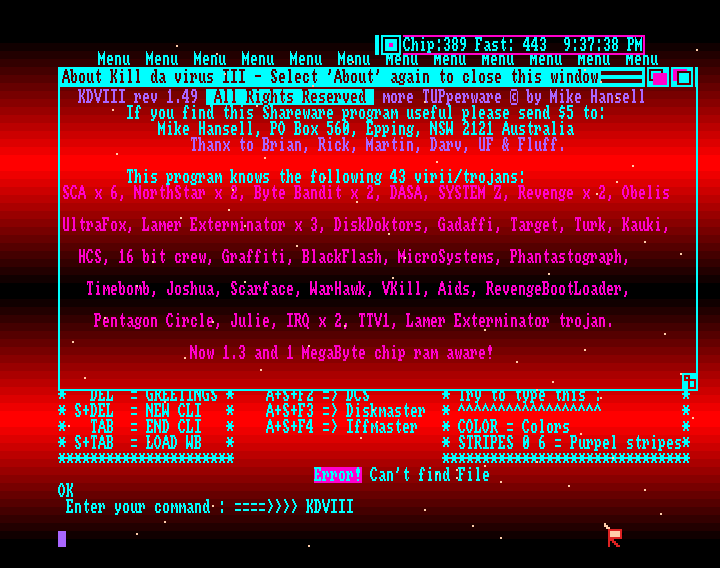 Chip:389 Fast: 443  9:37:38 PM
Menu Menu Menu Menu Menu Menu Menu Menu Menu Menu Menu Menu
About Kill da virus III - Select 'About' again to close this window
KDVIII rev 1.49 All Rights Reserved more TUPperware © by Mike Hansell
If you find this Shareware program useful please send $5 to:
Mike Hansell, PO Box 560, Epping, NSW 2121 Australia
Thanx to Brian, Rick, Martin, Darv, UF & Fluff.
This program knows the following 43 virii/trojans:
SCA x 6, NorthStar x 2, Byte Bandit x 2, DASA, SYSTEM Z, Revenge x 2, Obelis
UltraFox, Lamer Exterminator x 3, DiskDoktors, Gadaffi, Target, Turk, Kauki,
HCS, 16 bit crew, Graffiti, BlackFlash, MicroSystems, Phantastograph,
Timebomb, Joshua, Scarface, WarHawk, VKill, Aids, RevengeBootLoader,
Pentagon Circle, Julie, IRQ x 2, TTV1, Lamer Exterminator trojan.
Now 1.3 and 1 MegaByte chip ram aware!
*   DEL  = GREETINGS *    A+S+F2 => DCS         * Try to type this :          *
* S+DEL  = NEW CLI   *    A+S+F3 => Diskmaster  * ^^^^^^^^^^^^^^^^^^          *
*   TAB  = END CLI   *    A+S+F4 => Iffmaster   * COLOR = Colors              *
* S+TAB  = LOAD WB   *                          * STRIPES 0 6 = Purpel stripes*
**********************                          *******************************
Error! Can't find File
OK
Enter your command : ====>>>> KDVIII